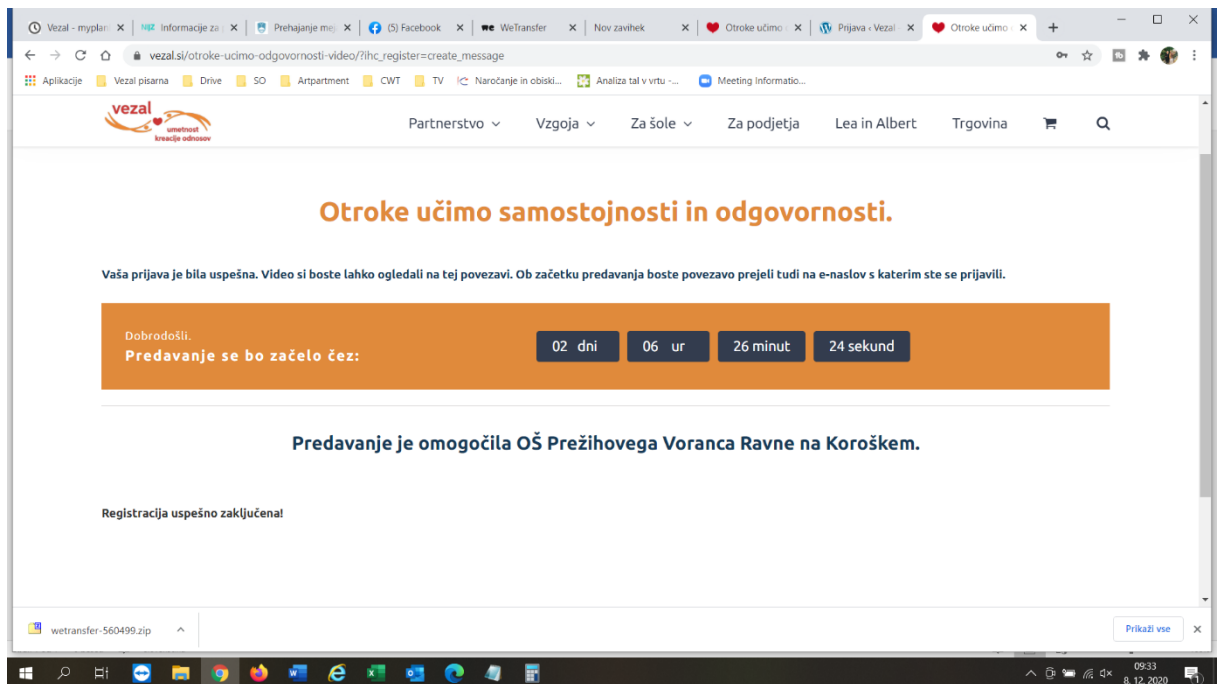 Vezal - myplan
NIJZ Informacije za
Prehajanje mej
(5) Facebook
we WeTransfer
Nov zavihek
Otroke učimo
Prijava ‹ Vezal
Otroke učimo
vezal.si/otroke-ucimo-odgovornosti-video/?ihc_register=create_message
Aplikacije Vezal pisarna Drive SO Artpartment CWT TV Naročanje in obiski... Analiza tal v vrtu -... Meeting Informatio...
vezal
umetnost
kreacije odnosov
Partnerstvo Vzgoja Za šole Za podjetja Lea in Albert Trgovina
Otroke učimo samostojnosti in odgovornosti.
Vaša prijava je bila uspešna. Video si boste lahko ogledali na tej povezavi. Ob začetku predavanja boste povezavo prejeli tudi na e-naslov s katerim ste se prijavili.
Dobrodošli.
Predavanje se bo začelo čez:
02 dni 06 ur 26 minut 24 sekund
Predavanje je omogočila OŠ Prežihovega Voranca Ravne na Koroškem.
Registracija uspešno zaključena!
wetransfer-560499.zip
Prikaži vse
09:33
8. 12. 2020